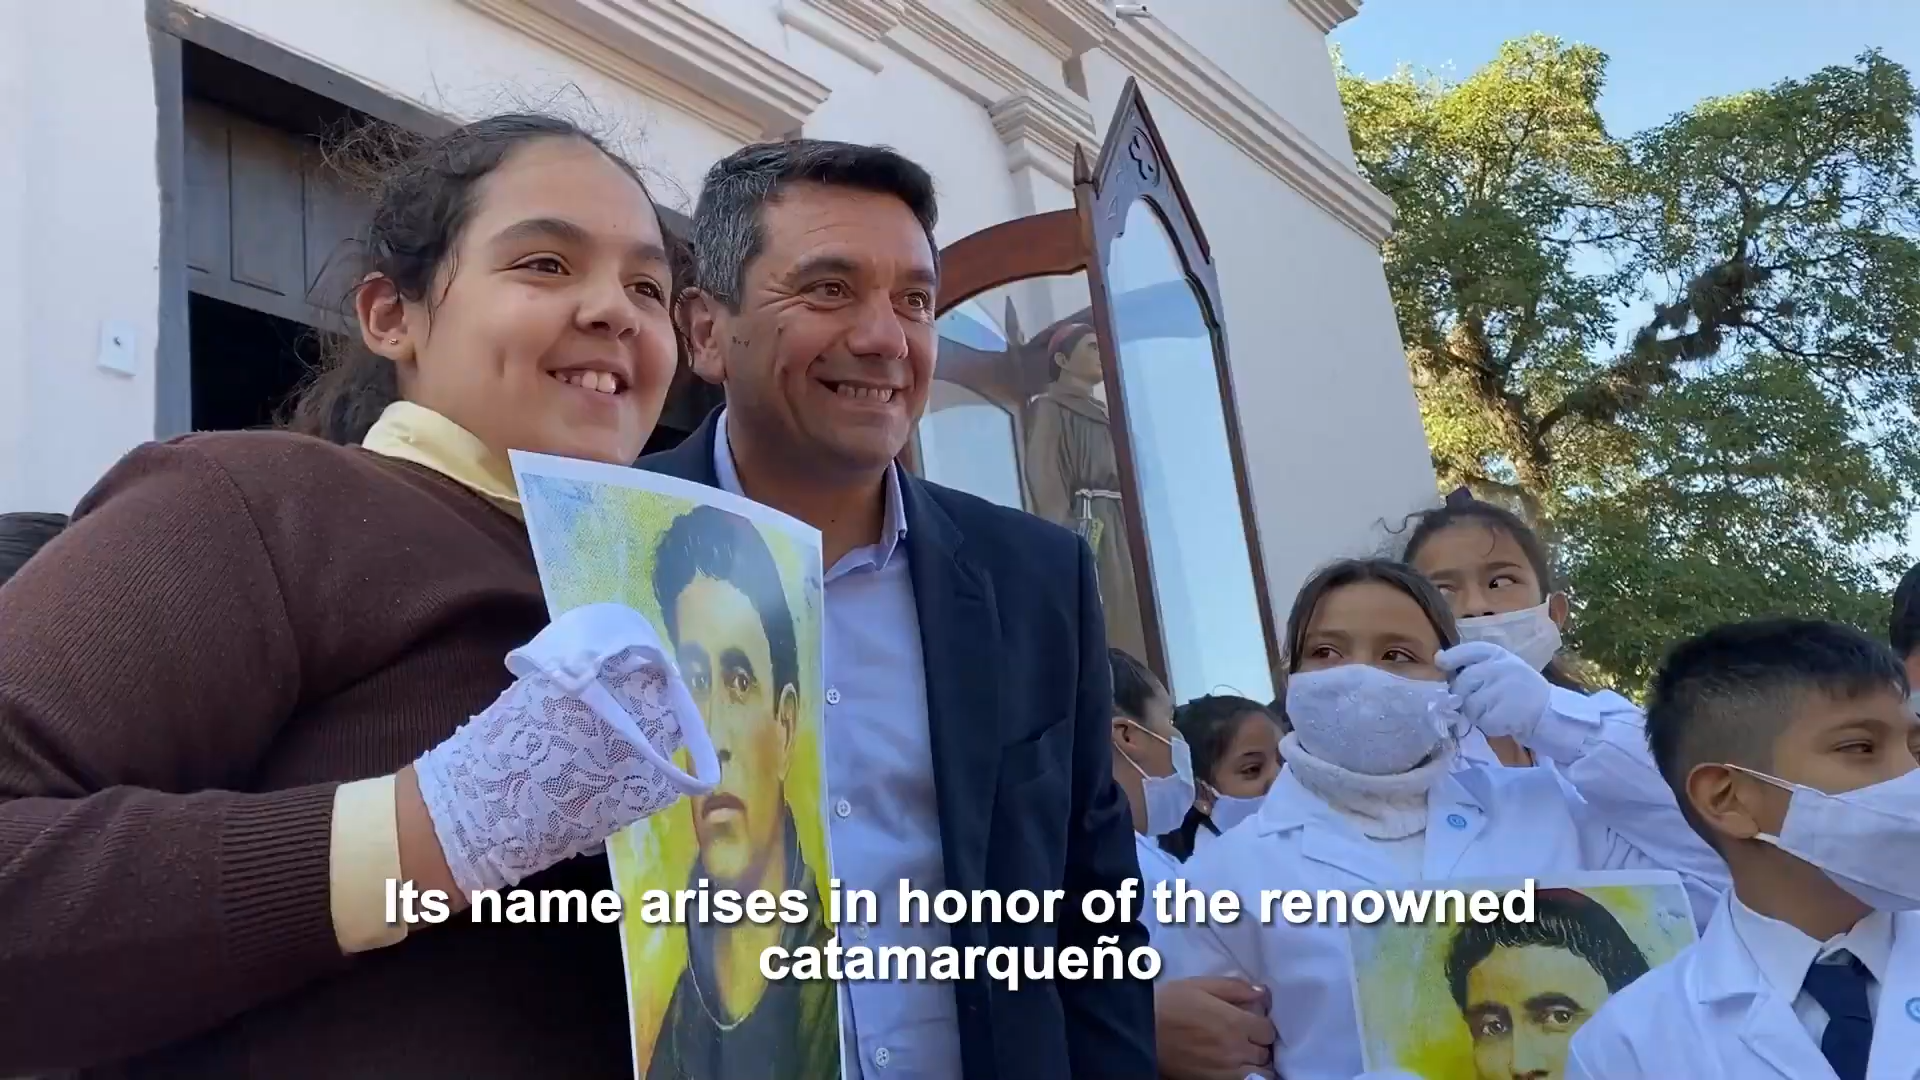 Its name arises in honor of the renowned
catamarqueño